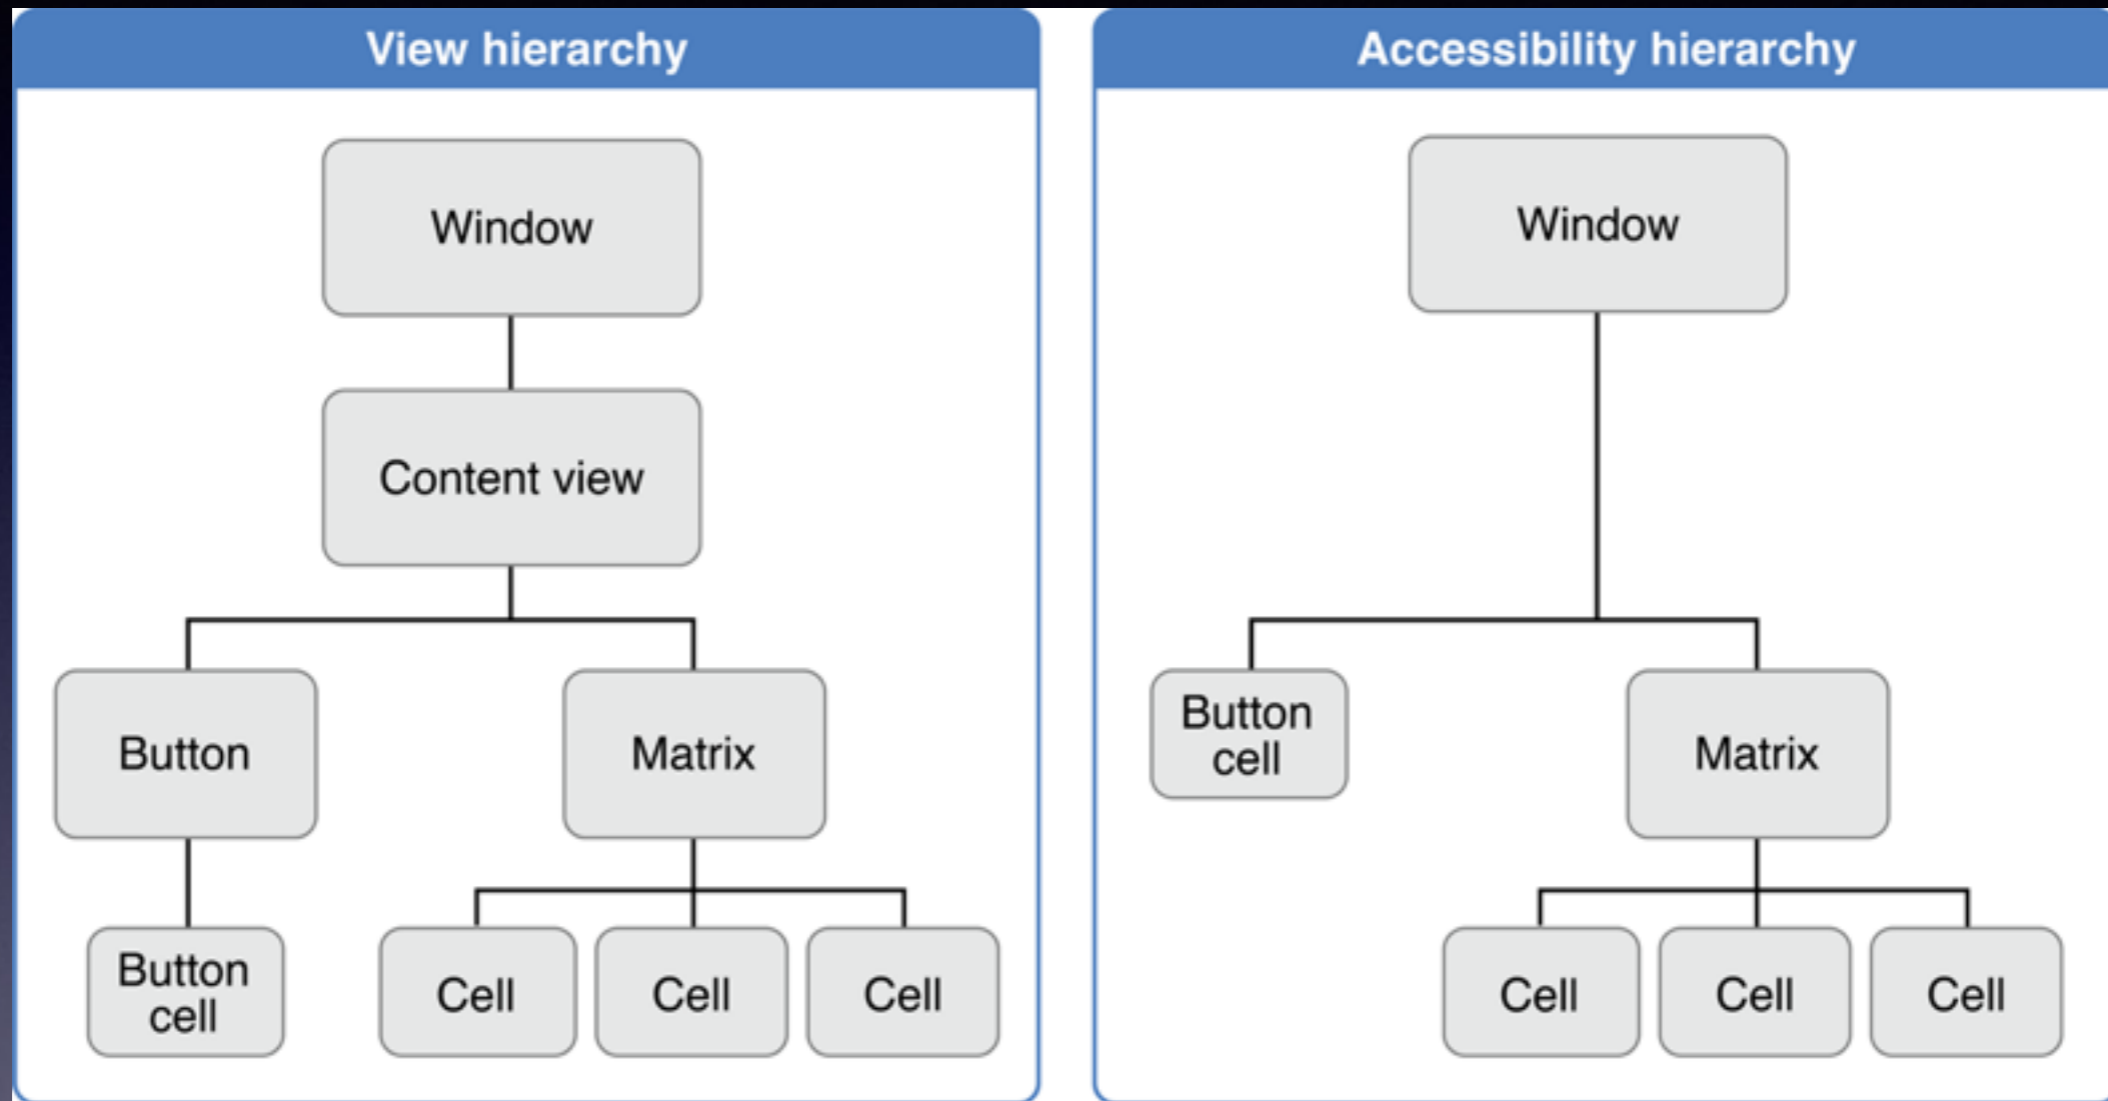 View hierarchy
Window
Content view
Button
Matrix
Button
cell
Cell
Cell
Cell
Accessibility hierarchy
Window
Button
cell
Matrix
Cell
Cell
Cell